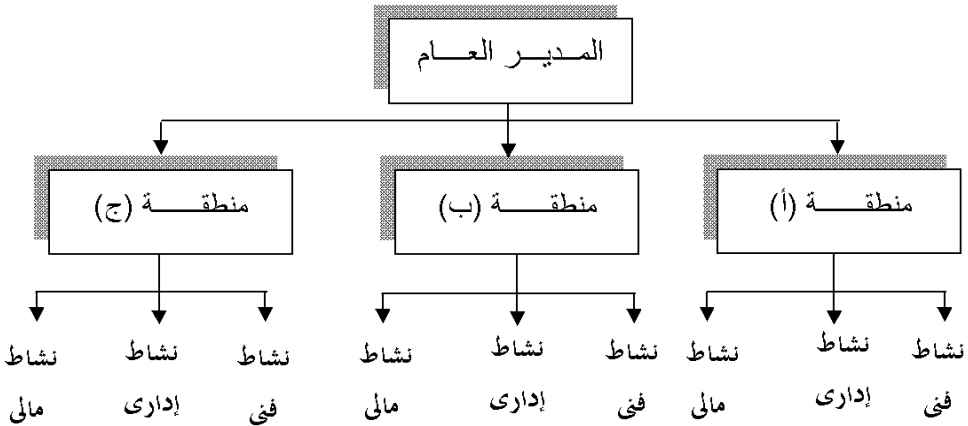 المدير العام
منطقة (أ)
منطقة (ب)
منطقة (ج)
نشاط فنى
نشاط إدارى
نشاط مالى
نشاط فنى
نشاط إدارى
نشاط مالى
نشاط فنى
نشاط إدارى
نشاط مالى